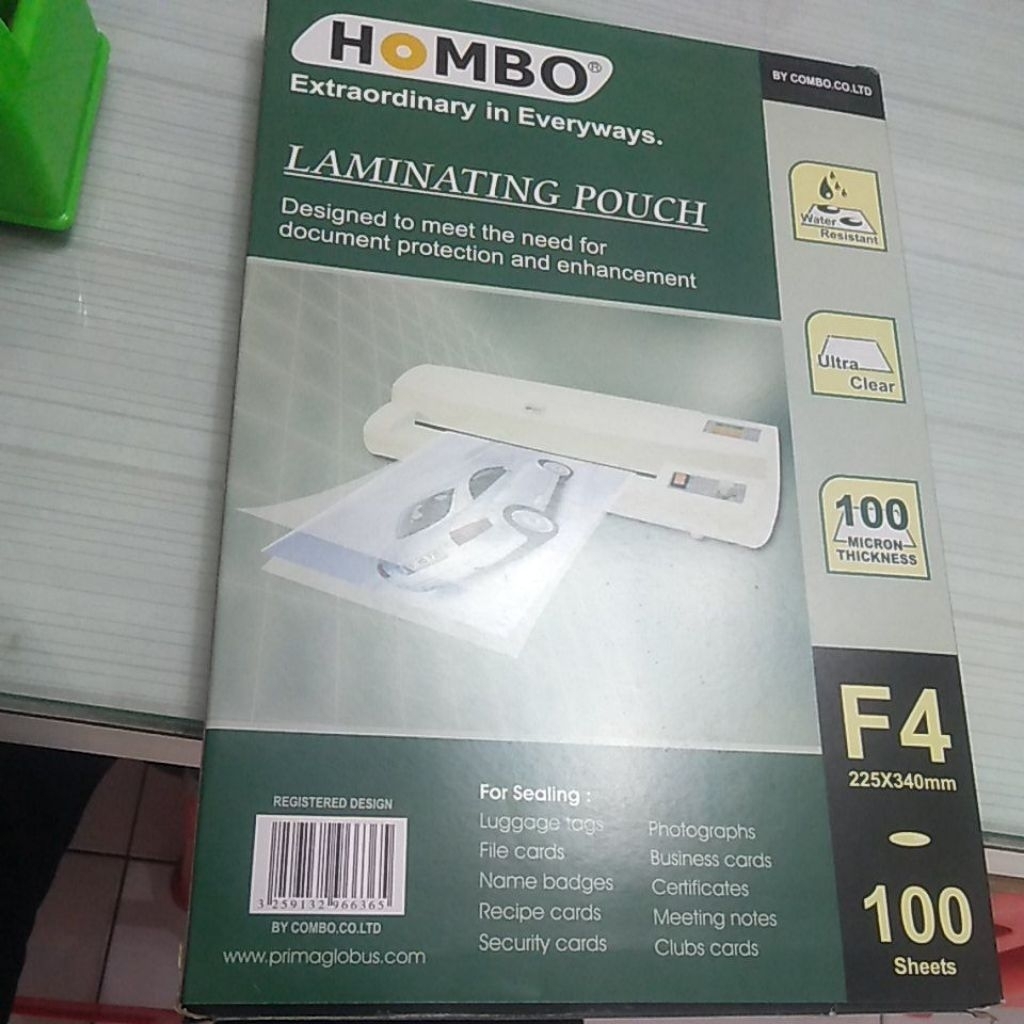 HOMBO®
Extraordinary in Everyways.
BY COMBO.CO.LTD
LAMINATING POUCH
Designed to meet the need for
document protection and enhancement
Water
Resistant
Ultra
Clear
100
MICRON
THICKNESS
F4
225X340mm
100
Sheets
REGISTERED DESIGN
3 259132 966365
BY COMBO.CO.LTD
www.primaglobus.com
For Sealing :
Luggage tags
File cards
Name badges
Recipe cards
Security cards
Photographs
Business cards
Certificates
Meeting notes
Clubs cards